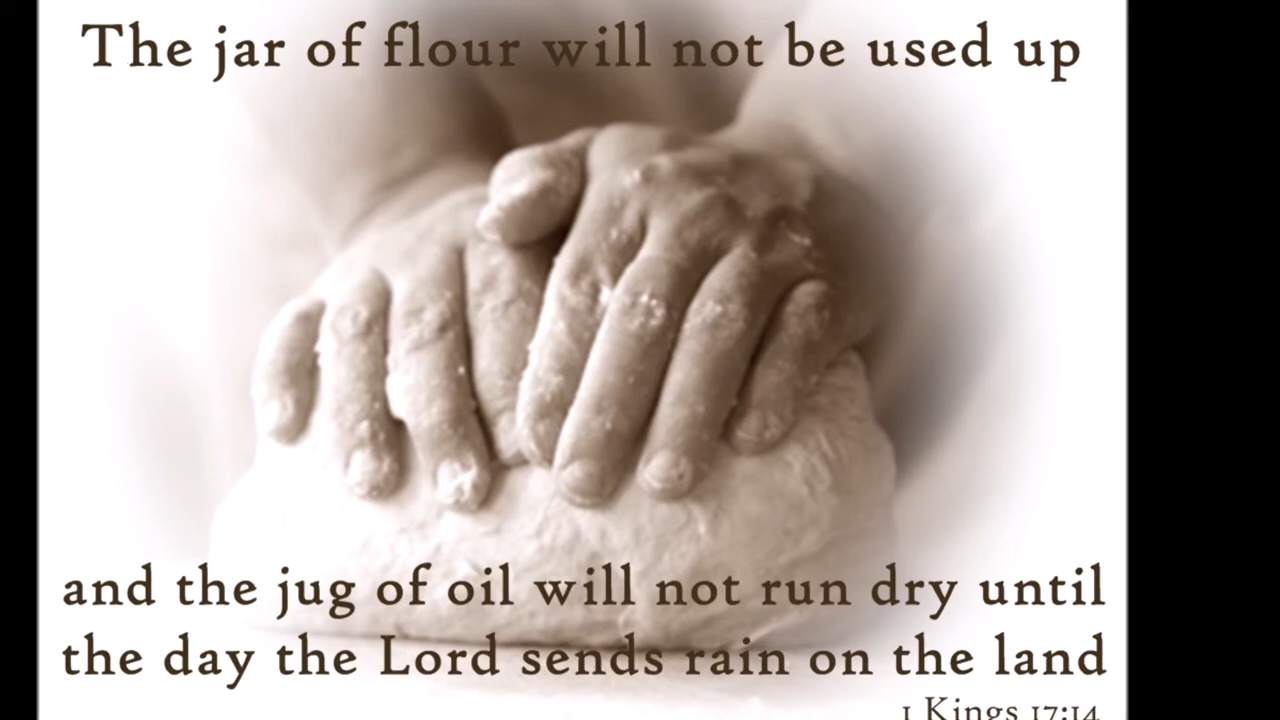 The jar of flour will not be used up
and the jug of oil will not run dry until
the day the Lord sends rain on the land
1 Kings 17:14